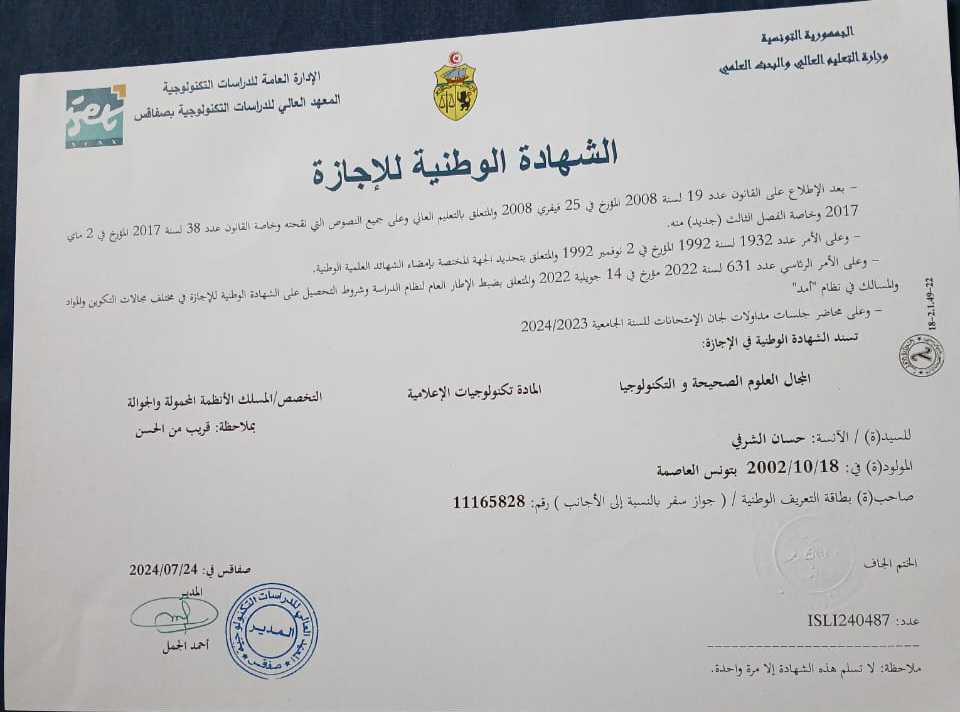 الجمهورية التونسية
وزارة التعليم العالي والبحث العلمي
الإدارة العامة للدراسات التكنولوجية
المعهد العالي للدراسات التكنولوجية بصفاقس
الشهادة الوطنية للإجازة
- بعد الإطلاع على القانون عدد 19 لسنة 2008 المؤرخ في 25 فيفري 2008 والمتعلق بالتعليم العالي وعلى جميع النصوص التي نقحته وخاصة القانون عدد 38 لسنة 2017 المؤرخ في 2 ماي
2017 وخاصة الفصل الثالث (جديد) منه.
- وعلى الأمر عدد 1932 لسنة 1992 المؤرخ في 2 نوفمبر 1992 والمتعلق بتحديد الجهة المختصة بإمضاء الشهائد العلمية الوطنية.
- وعلى الأمر الرئاسي عدد 631 لسنة 2022 مؤرخ في 14 جويلية 2022 والمتعلق بضبط الإطار العام لنظام الدراسة وشروط التحصيل على الشهادة الوطنية للإجازة في مختلف مجالات التكوين والمواد
والمسالك في نظام "أمد"
- وعلى محاضر جلسات مداولات لجان الإمتحانات للسنة الجامعية 2024/2023
تسند الشهادة الوطنية في الإجازة:
18-2.1.49-22
المجال العلوم الصحيحة و التكنولوجيا
المادة تكنولوجيات الإعلامية
التخصص/المسلك الأنظمة المحمولة والجوالة
بملاحظة: قريب من الحسن
للسيد(ة) / الآنسة: حسان الشرفي
المولود(ة) في: 2002/10/18 بتونس العاصمة
صاحب(ة) بطاقة التعريف الوطنية / ( جواز سفر بالنسبة إلى الأجانب ) رقم: 11165828
الختم الجاف
صفاقس في: 2024/07/24
المدير
أحمد الجمل
المعهد العالي للدراسات التكنولوجية
المدير
صفاقس
عدد: ISLI240487
ملاحظة: لا تسلم هذه الشهادة إلا مرة واحدة.